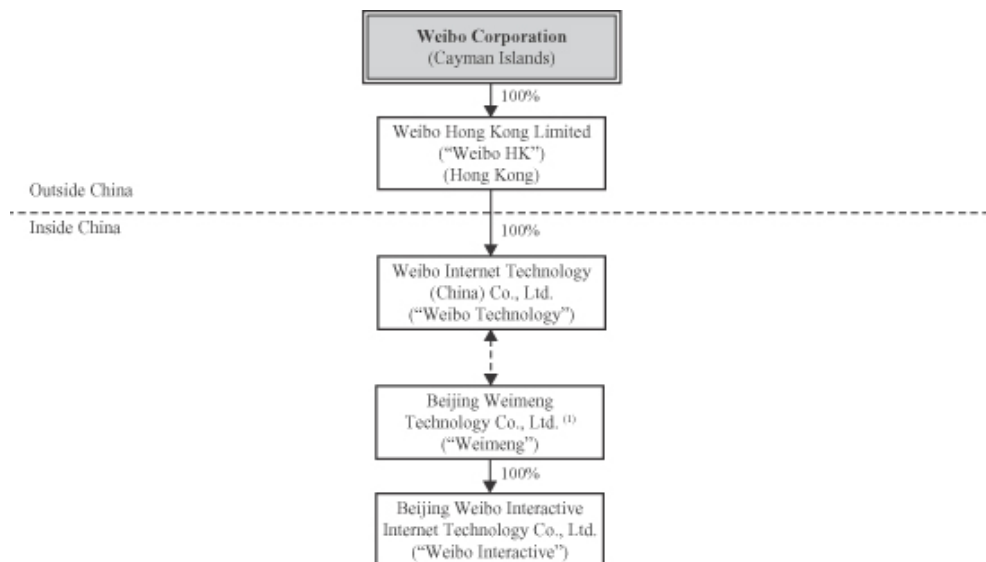 Weibo Corporation
(Cayman Islands)
100%
Weibo Hong Kong Limited
(“Weibo HK”)
(Hong Kong)
Outside China
Inside China
100%
Weibo Internet Technology
(China) Co., Ltd.
(“Weibo Technology”)
Beijing Weimeng
Technology Co., Ltd. (1)
(“Weimeng”)
100%
Beijing Weibo Interactive
Internet Technology Co., Ltd.
(“Weibo Interactive”)